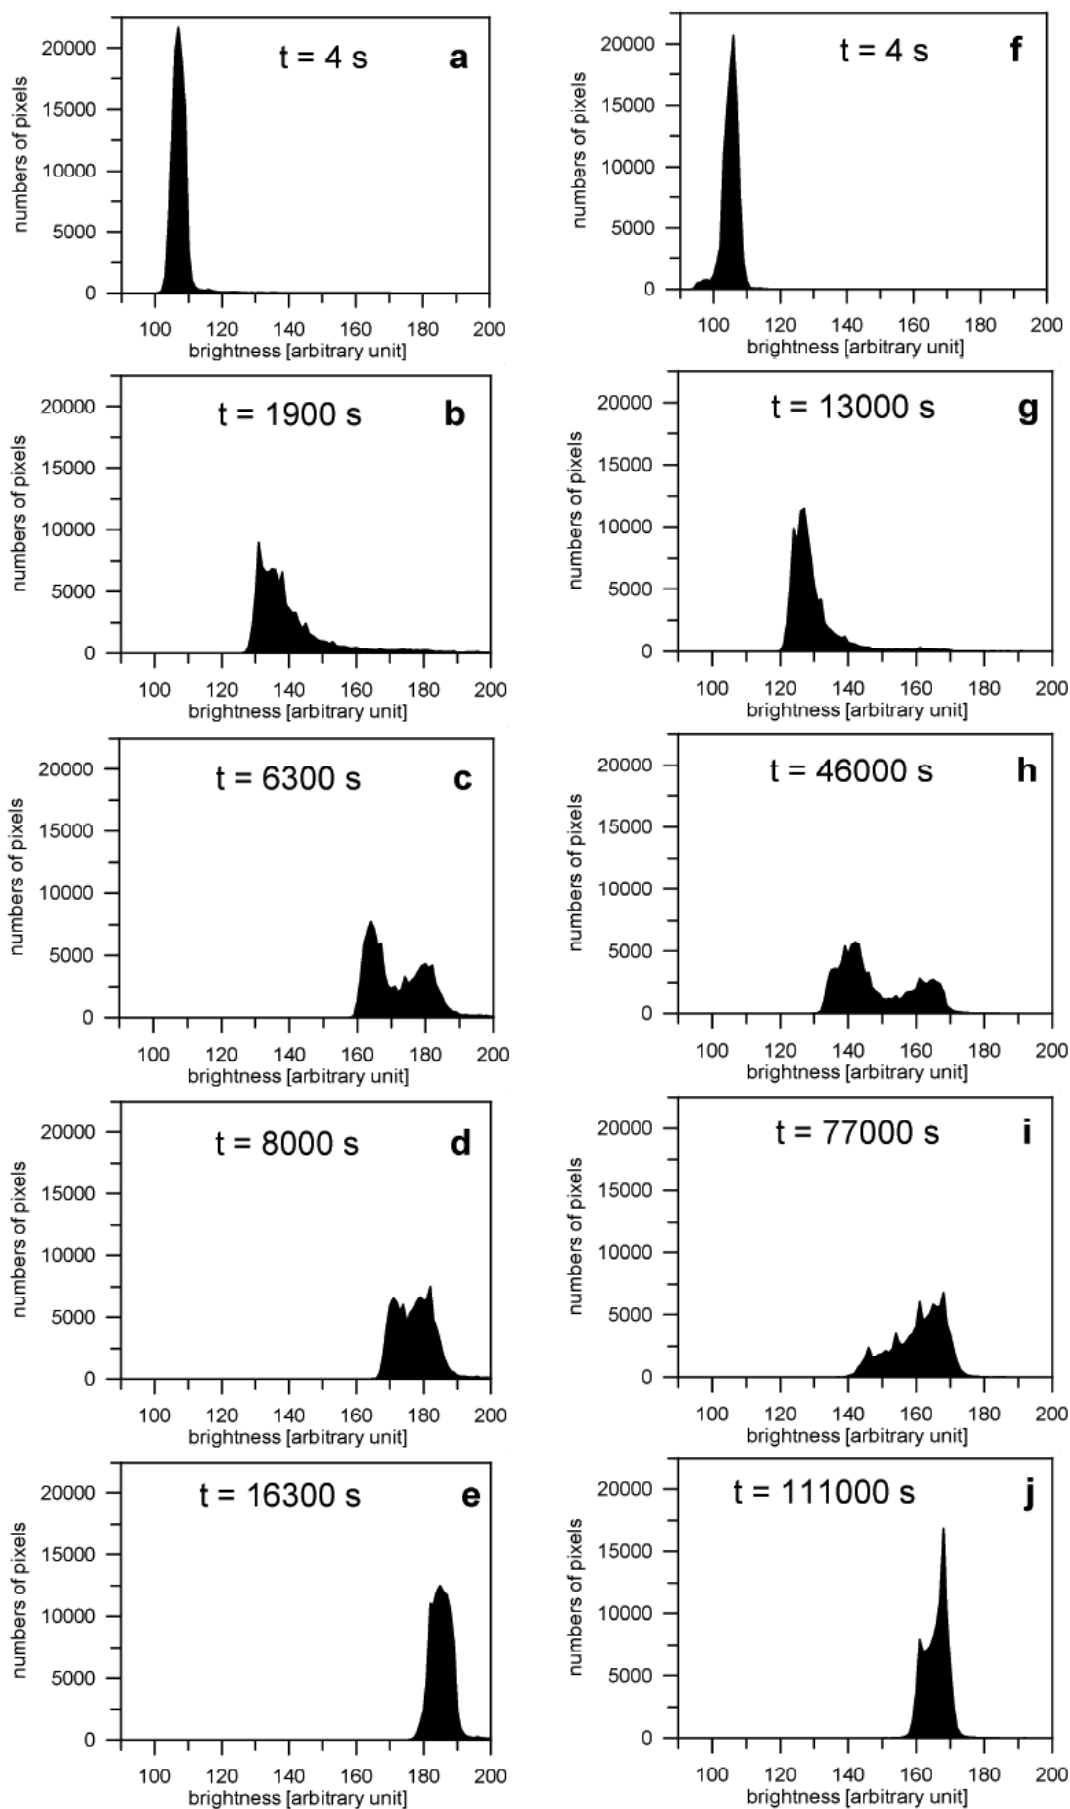 t = 4 s a
numbers of pixels
20000
15000
10000
5000
0
100 120 140 160 180 200
brightness [arbitrary unit]
t = 4 s f
numbers of pixels
20000
15000
10000
5000
0
100 120 140 160 180 200
brightness [arbitrary unit]
t = 1900 s b
numbers of pixels
20000
15000
10000
5000
0
100 120 140 160 180 200
brightness [arbitrary unit]
t = 13000 s g
numbers of pixels
20000
15000
10000
5000
0
100 120 140 160 180 200
brightness [arbitrary unit]
t = 6300 s c
numbers of pixels
20000
15000
10000
5000
0
100 120 140 160 180 200
brightness [arbitrary unit]
t = 46000 s h
numbers of pixels
20000
15000
10000
5000
0
100 120 140 160 180 200
brightness [arbitrary unit]
t = 8000 s d
numbers of pixels
20000
15000
10000
5000
0
100 120 140 160 180 200
brightness [arbitrary unit]
t = 77000 s i
numbers of pixels
20000
15000
10000
5000
0
100 120 140 160 180 200
brightness [arbitrary unit]
t = 16300 s e
numbers of pixels
20000
15000
10000
5000
0
100 120 140 160 180 200
brightness [arbitrary unit]
t = 111000 s j
numbers of pixels
20000
15000
10000
5000
0
100 120 140 160 180 200
brightness [arbitrary unit]